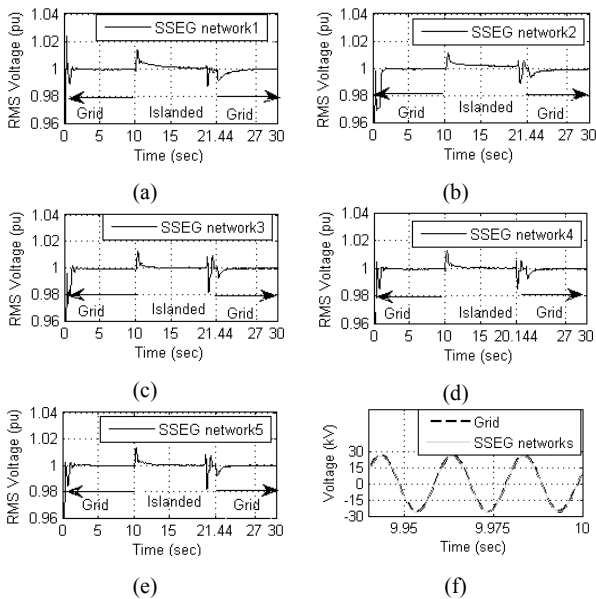 1.04
SSEG network1
1.02
1
0.98
0.96
RMS Voltage (pu)
Grid
Islanded
Grid
0 5 10 15 21.44 27 30
Time (sec)
(a)
1.04
SSEG network2
1.02
1
0.98
0.96
RMS Voltage (pu)
Grid
Islanded
Grid
0 5 10 15 21.44 27 30
Time (sec)
(b)
1.04
SSEG network3
1.02
1
0.98
0.96
RMS Voltage (pu)
Grid
Islanded
Grid
0 5 10 15 21.44 27 30
Time (sec)
(c)
1.04
SSEG network4
1.02
1
0.98
0.96
RMS Voltage (pu)
Grid
Islanded
Grid
0 5 10 15 20.144 27 30
Time (sec)
(d)
1.04
SSEG network5
1.02
1
0.98
0.96
RMS Voltage (pu)
Grid
Islanded
Grid
0 5 10 15 21.44 27 30
Time (sec)
(e)
Grid
SSEG networks
Voltage (kV)
30
15
0
-15
-30
9.95 9.975 10
Time (sec)
(f)